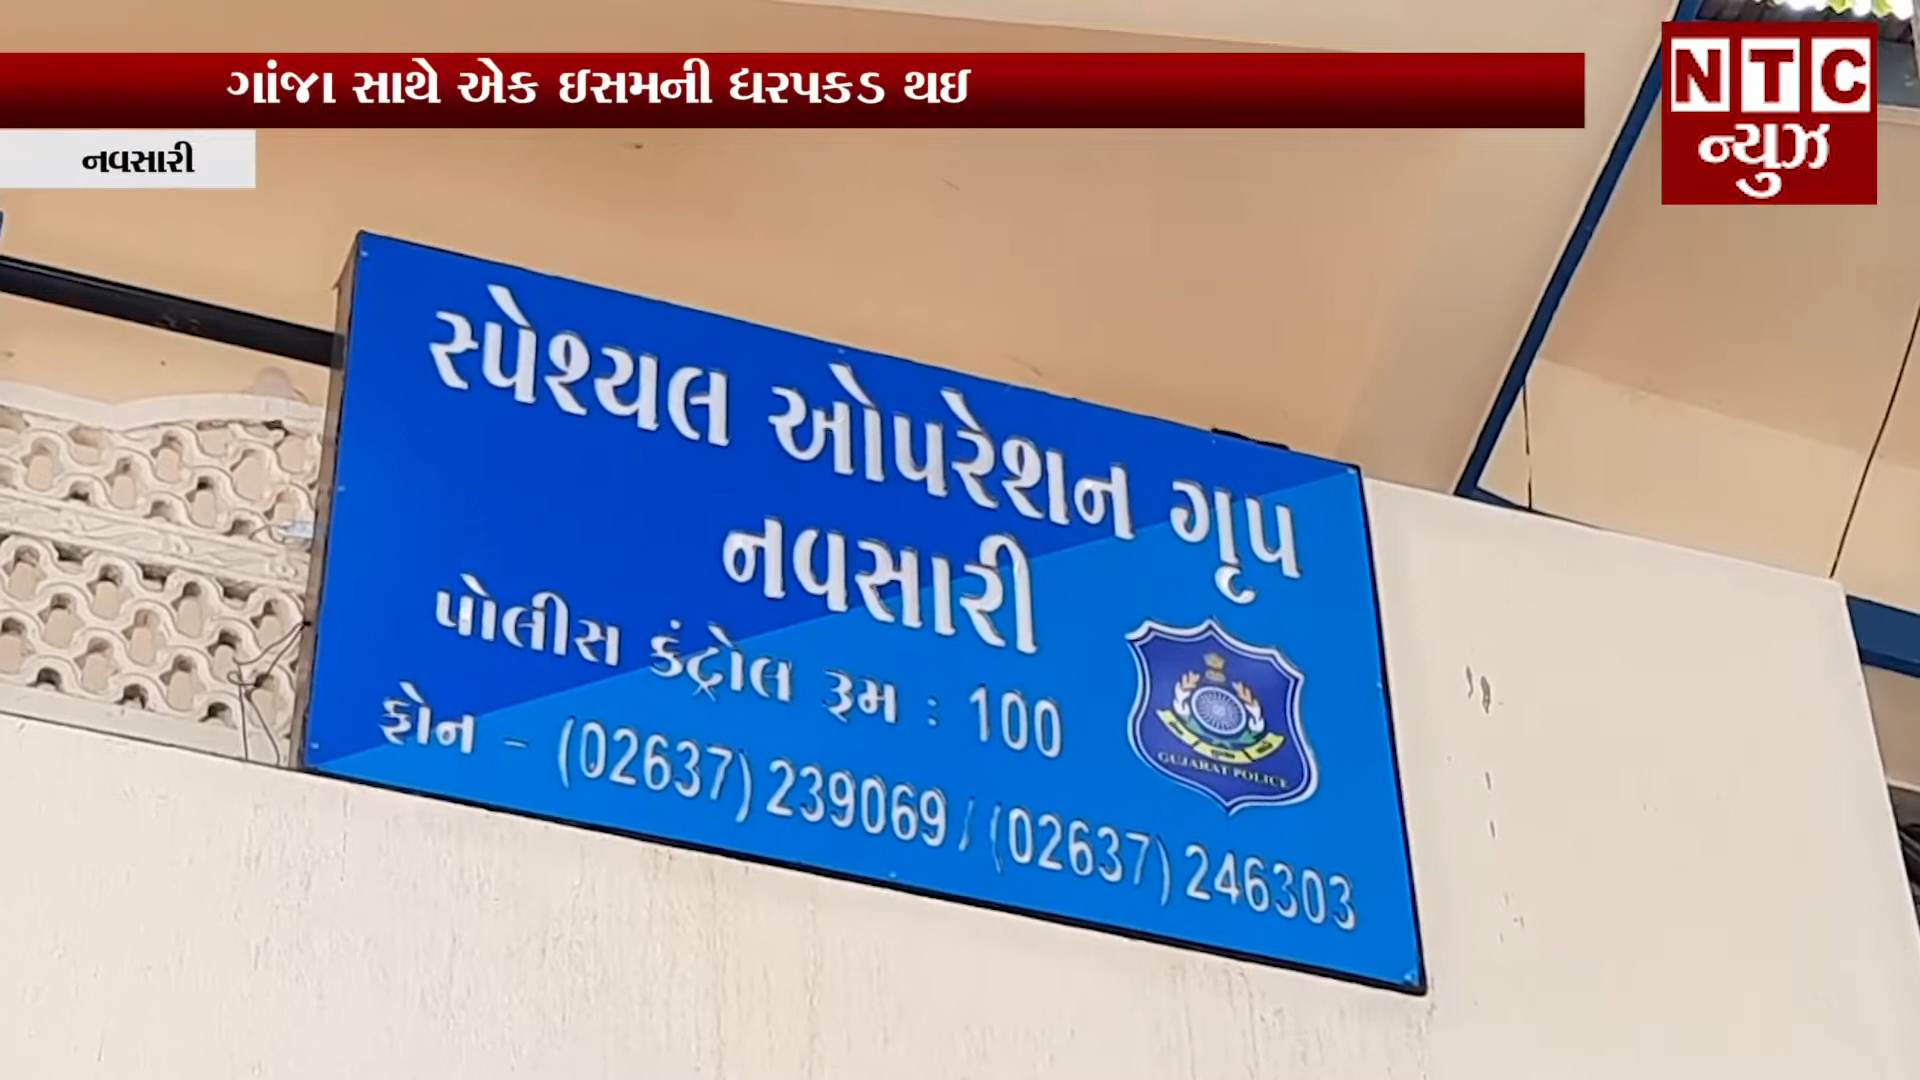 ગાંજા સાથે એક ઇસમની ધરપકડ થઇ
નવસારી
NTC
ન્યુઝ
સ્પેશ્યલ ઓપરેશન ગૃપ
નવસારી
પોલીસ કંટ્રોલ રૂમ : 100
ફોન - (02637) 239069 / (02637) 246303
GUJARAT POLICE